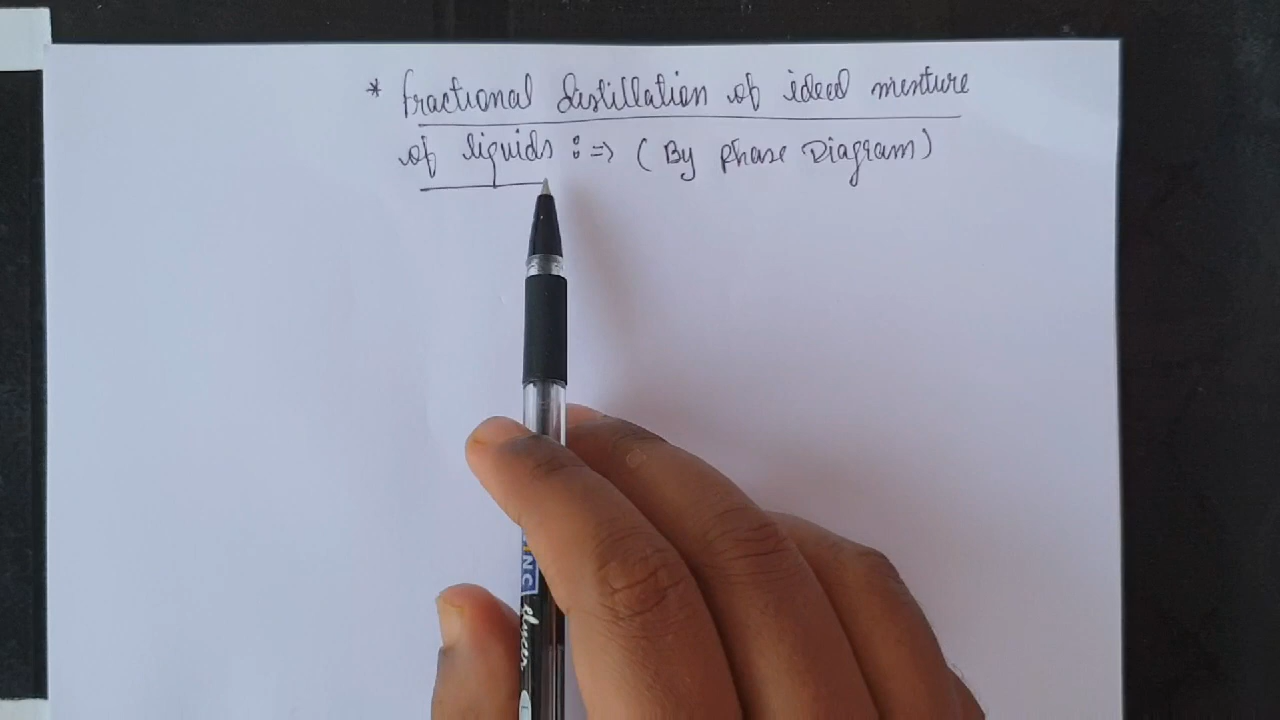 * fractional distillation of ideal mixture
of liquids :⇒ (By Phase Diagram)